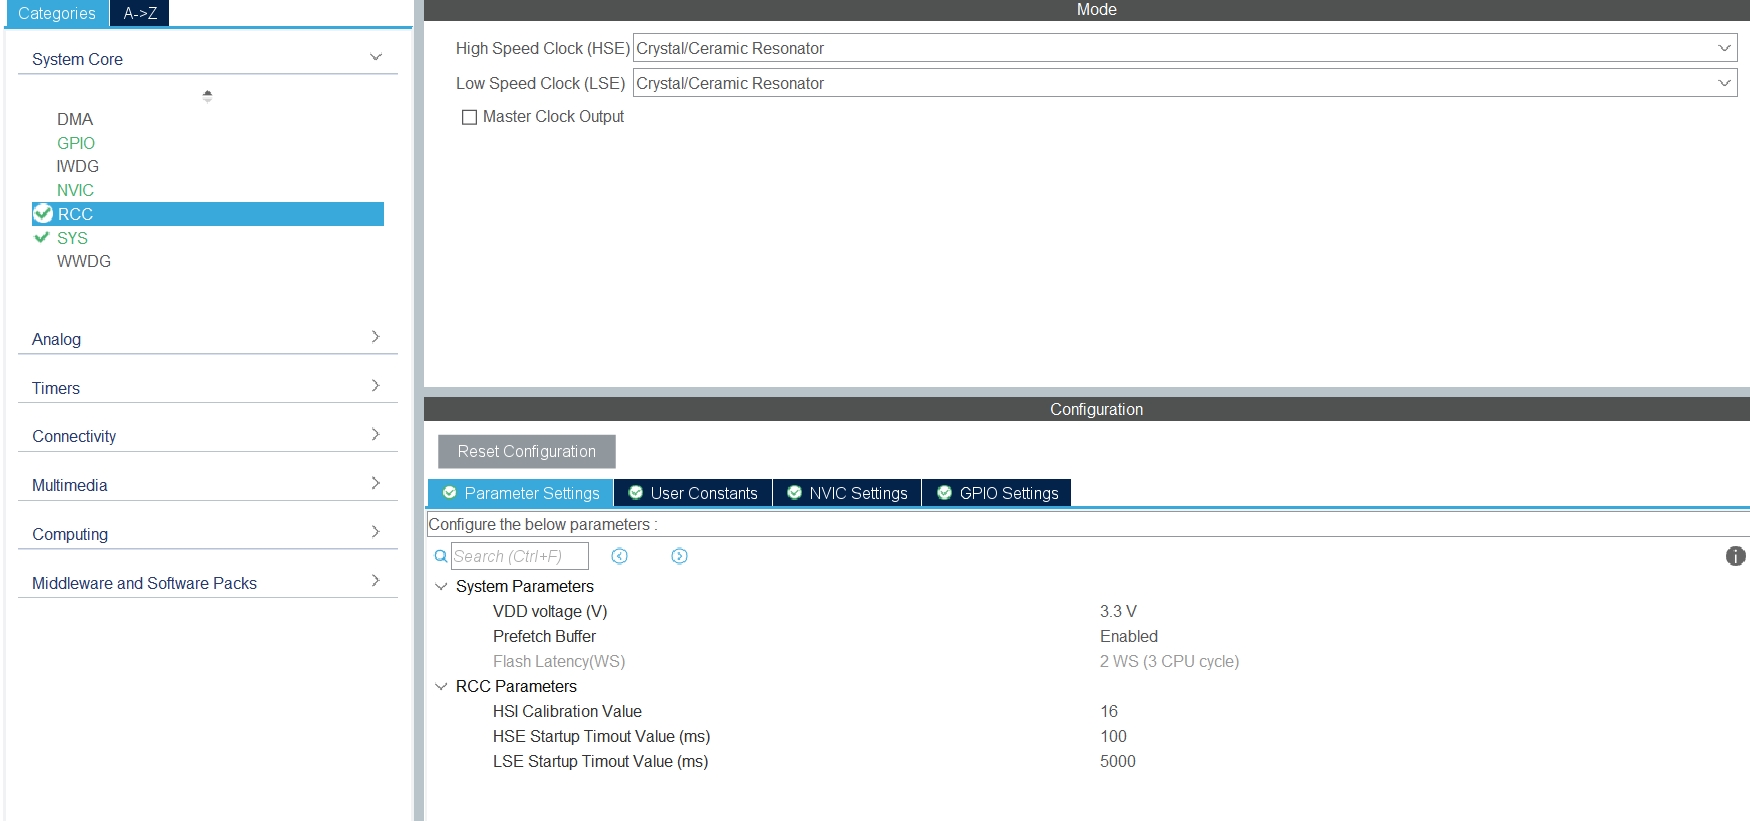 Categories A->Z
System Core
DMA
GPIO
IWDG
NVIC
RCC
SYS
WWDG
Analog
Timers
Connectivity
Multimedia
Computing
Middleware and Software Packs
Mode
High Speed Clock (HSE) Crystal/Ceramic Resonator
Low Speed Clock (LSE) Crystal/Ceramic Resonator
Master Clock Output
Configuration
Reset Configuration
Parameter Settings User Constants NVIC Settings GPIO Settings
Configure the below parameters :
Search (Ctrl+F)
System Parameters
VDD voltage (V) 3.3 V
Prefetch Buffer Enabled
Flash Latency(WS) 2 WS (3 CPU cycle)
RCC Parameters
HSI Calibration Value 16
HSE Startup Timout Value (ms) 100
LSE Startup Timout Value (ms) 5000